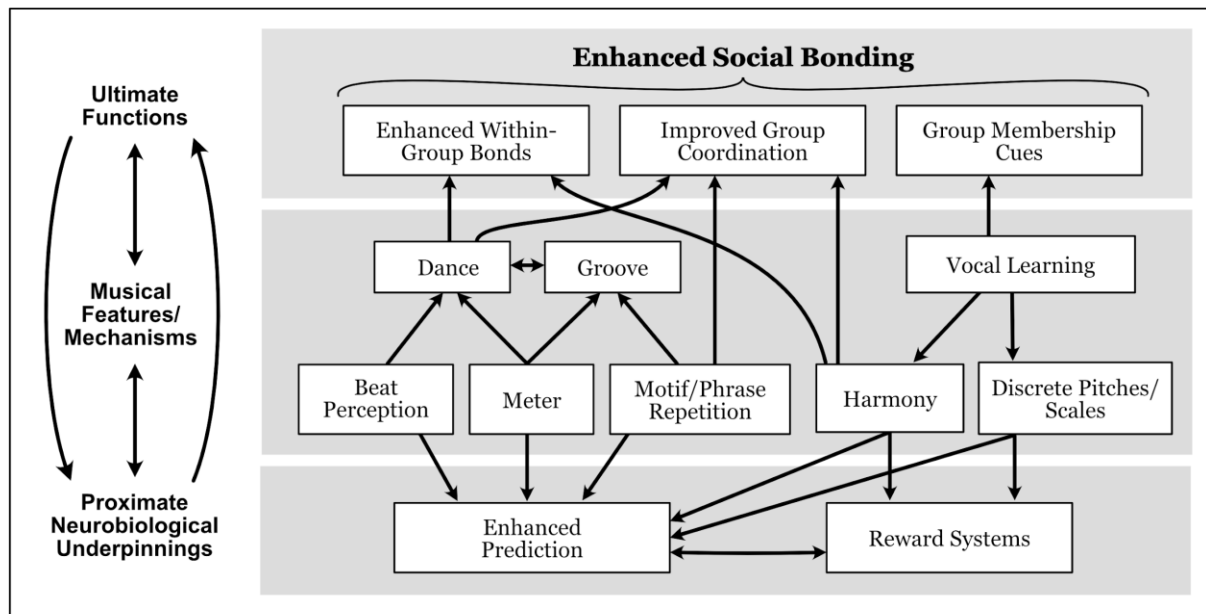 Ultimate
Functions
Musical
Features/
Mechanisms
Proximate
Neurobiological
Underpinnings
Enhanced Social Bonding
Enhanced Within-
Group Bonds
Improved Group
Coordination
Group Membership
Cues
Dance
Groove
Vocal Learning
Beat
Perception
Meter
Motif/Phrase
Repetition
Harmony
Discrete Pitches/
Scales
Enhanced
Prediction
Reward Systems